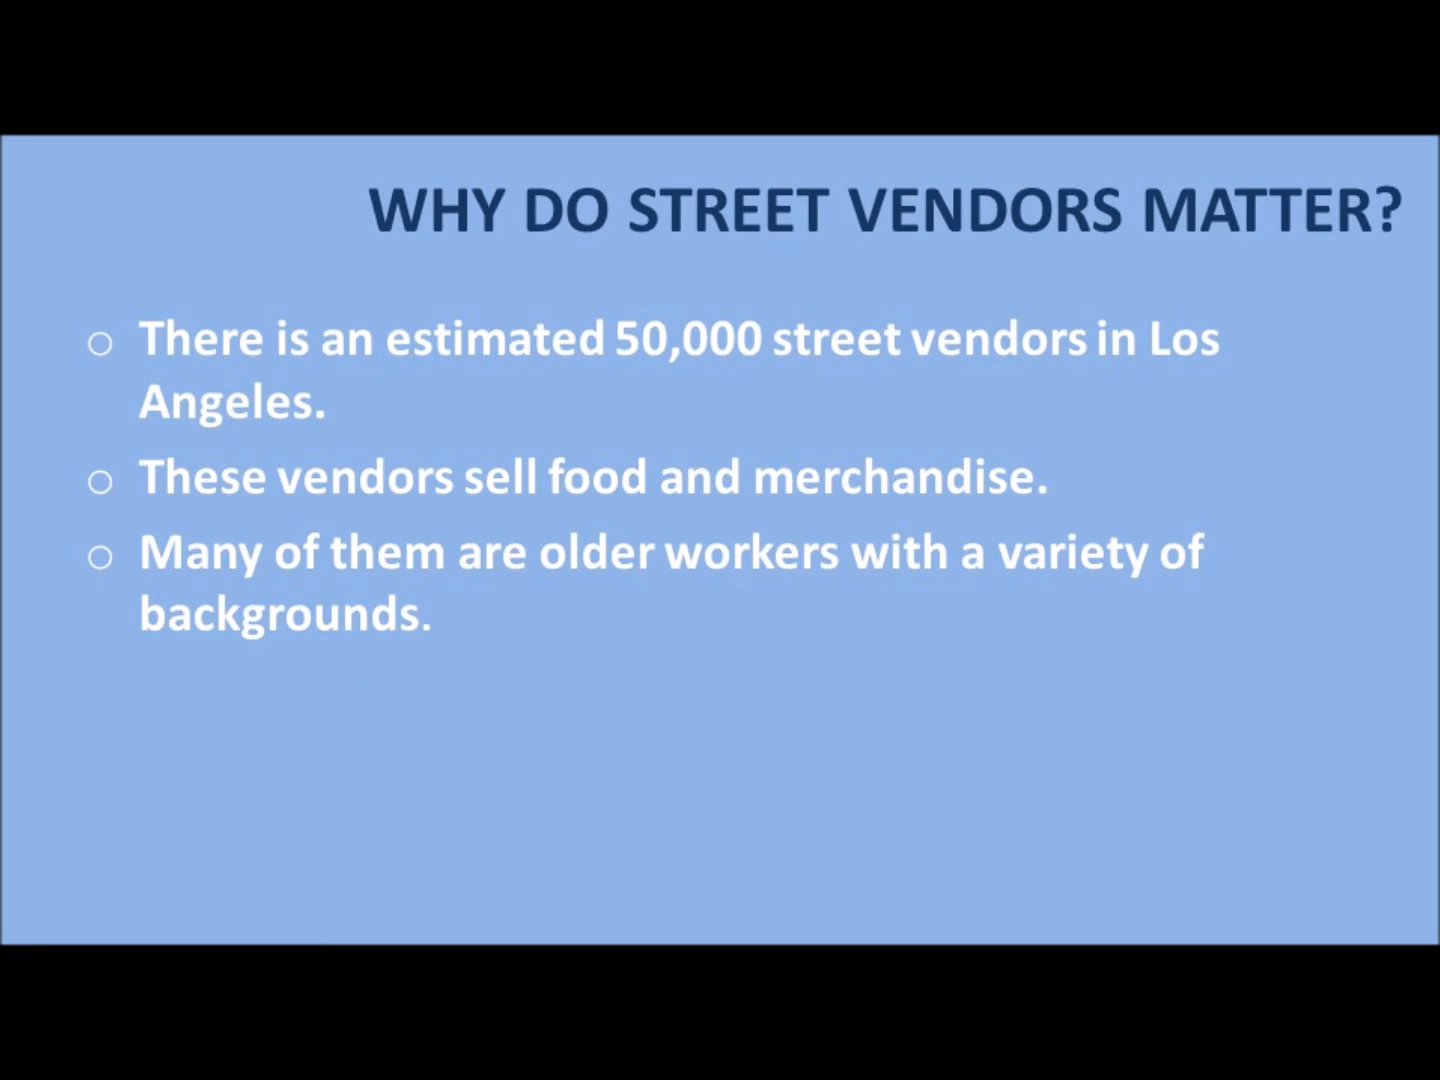 WHY DO STREET VENDORS MATTER?
○ There is an estimated 50,000 street vendors in Los
Angeles.
○ These vendors sell food and merchandise.
○ Many of them are older workers with a variety of
backgrounds.